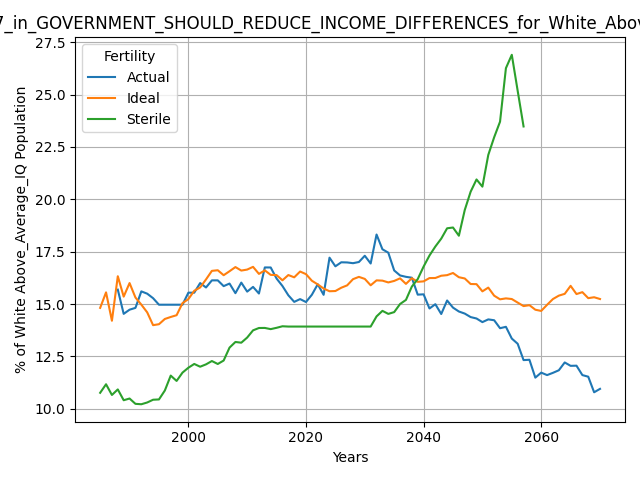 7_in_GOVERNMENT_SHOULD_REDUCE_INCOME_DIFFERENCES_for_White_Abov
Fertility
Actual
Ideal
Sterile
% of White Above_Average_IQ Population
27.5
25.0
22.5
20.0
17.5
15.0
12.5
10.0
2000 2020 2040 2060
Years